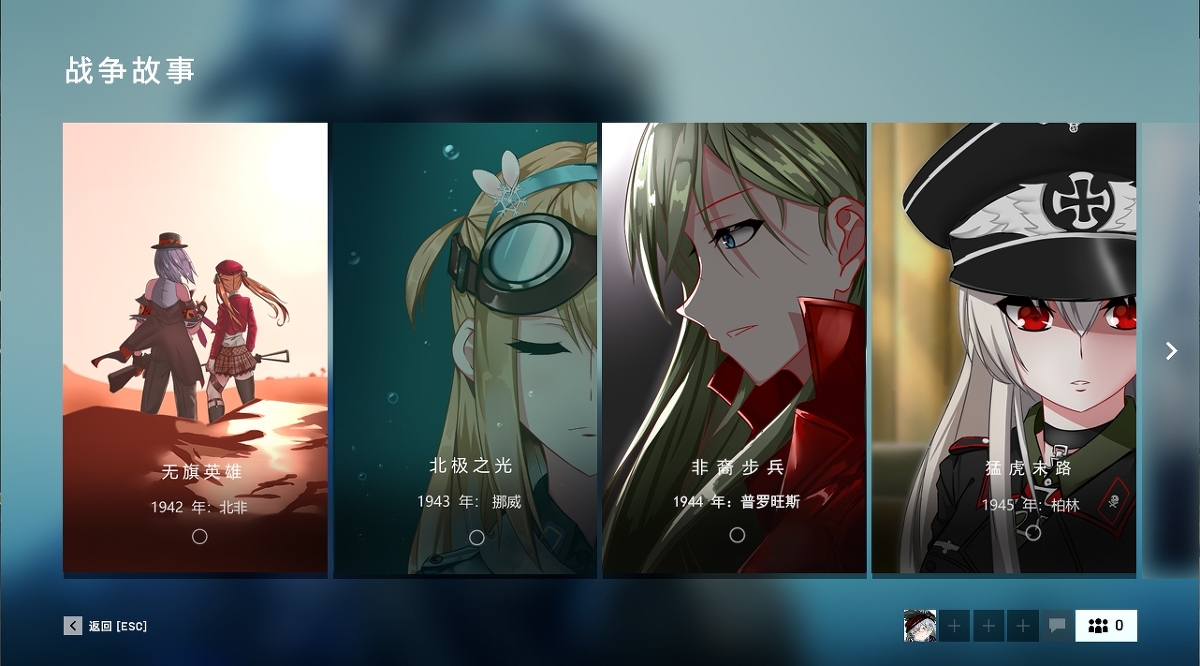 战争故事
无旗英雄
1942 年：北非
北极之光
1943 年： 挪威
非裔步兵
1944 年：普罗旺斯
猛虎末路
1945 年：柏林
返回 [ESC]
0